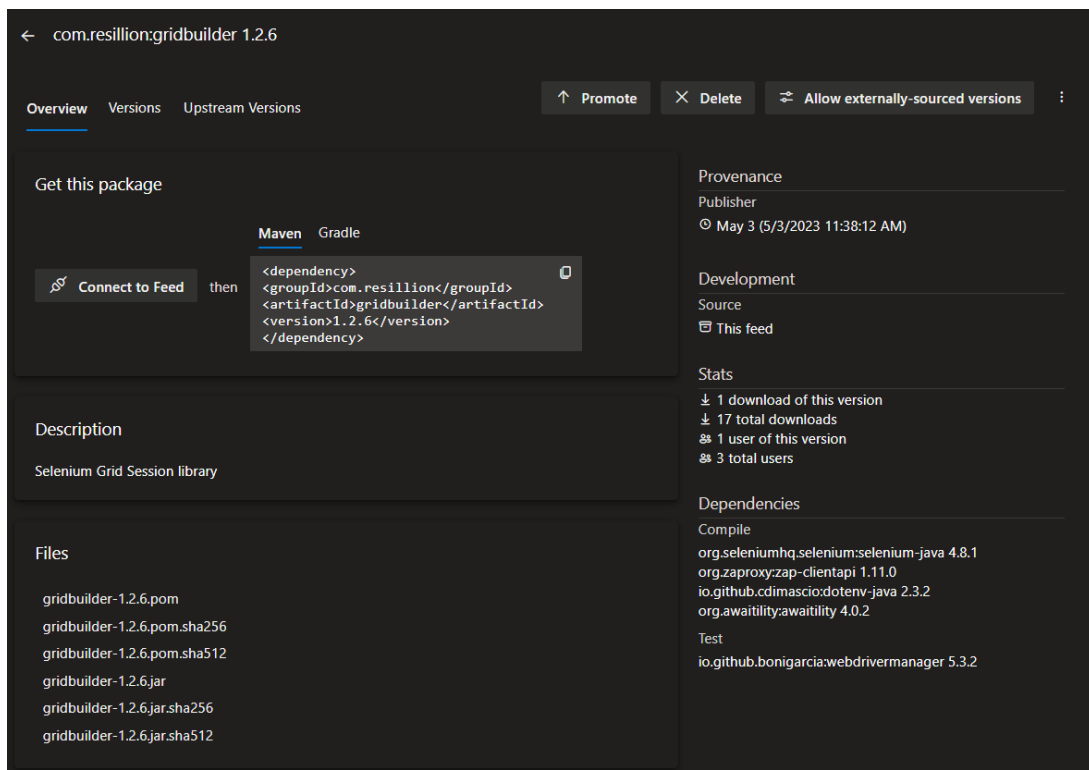 com.resillion:gridbuilder 1.2.6
Overview Versions Upstream Versions
Promote Delete Allow externally-sourced versions
Get this package
Maven Gradle
Connect to Feed then
<dependency>
<groupId>com.resillion</groupId>
<artifactId>gridbuilder</artifactId>
<version>1.2.6</version>
</dependency>
Description
Selenium Grid Session library
Files
gridbuilder-1.2.6.pom
gridbuilder-1.2.6.pom.sha256
gridbuilder-1.2.6.pom.sha512
gridbuilder-1.2.6.jar
gridbuilder-1.2.6.jar.sha256
gridbuilder-1.2.6.jar.sha512
Provenance
Publisher
May 3 (5/3/2023 11:38:12 AM)
Development
Source
This feed
Stats
1 download of this version
17 total downloads
1 user of this version
3 total users
Dependencies
Compile
org.seleniumhq.selenium:selenium-java 4.8.1
org.zaproxy:zap-clientapi 1.11.0
io.github.cdimascio:dotenv-java 2.3.2
org.awaitility:awaitility 4.0.2
Test
io.github.bonigarcia:webdrivermanager 5.3.2